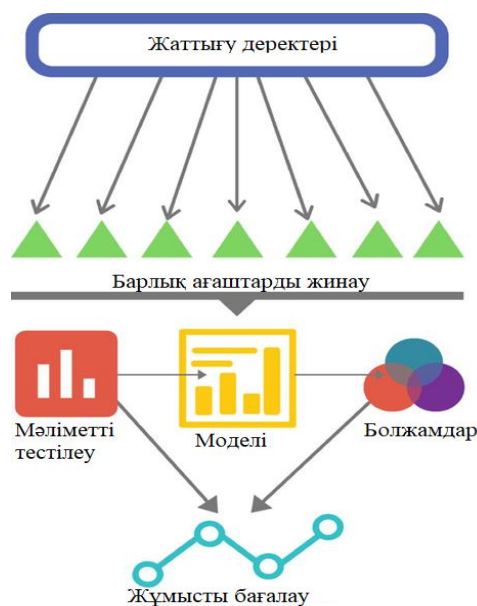 Жаттығу деректері
Барлық ағаштарды жинау
Мәліметті
тестілеу
Моделі
Болжамдар
Жұмысты бағалау